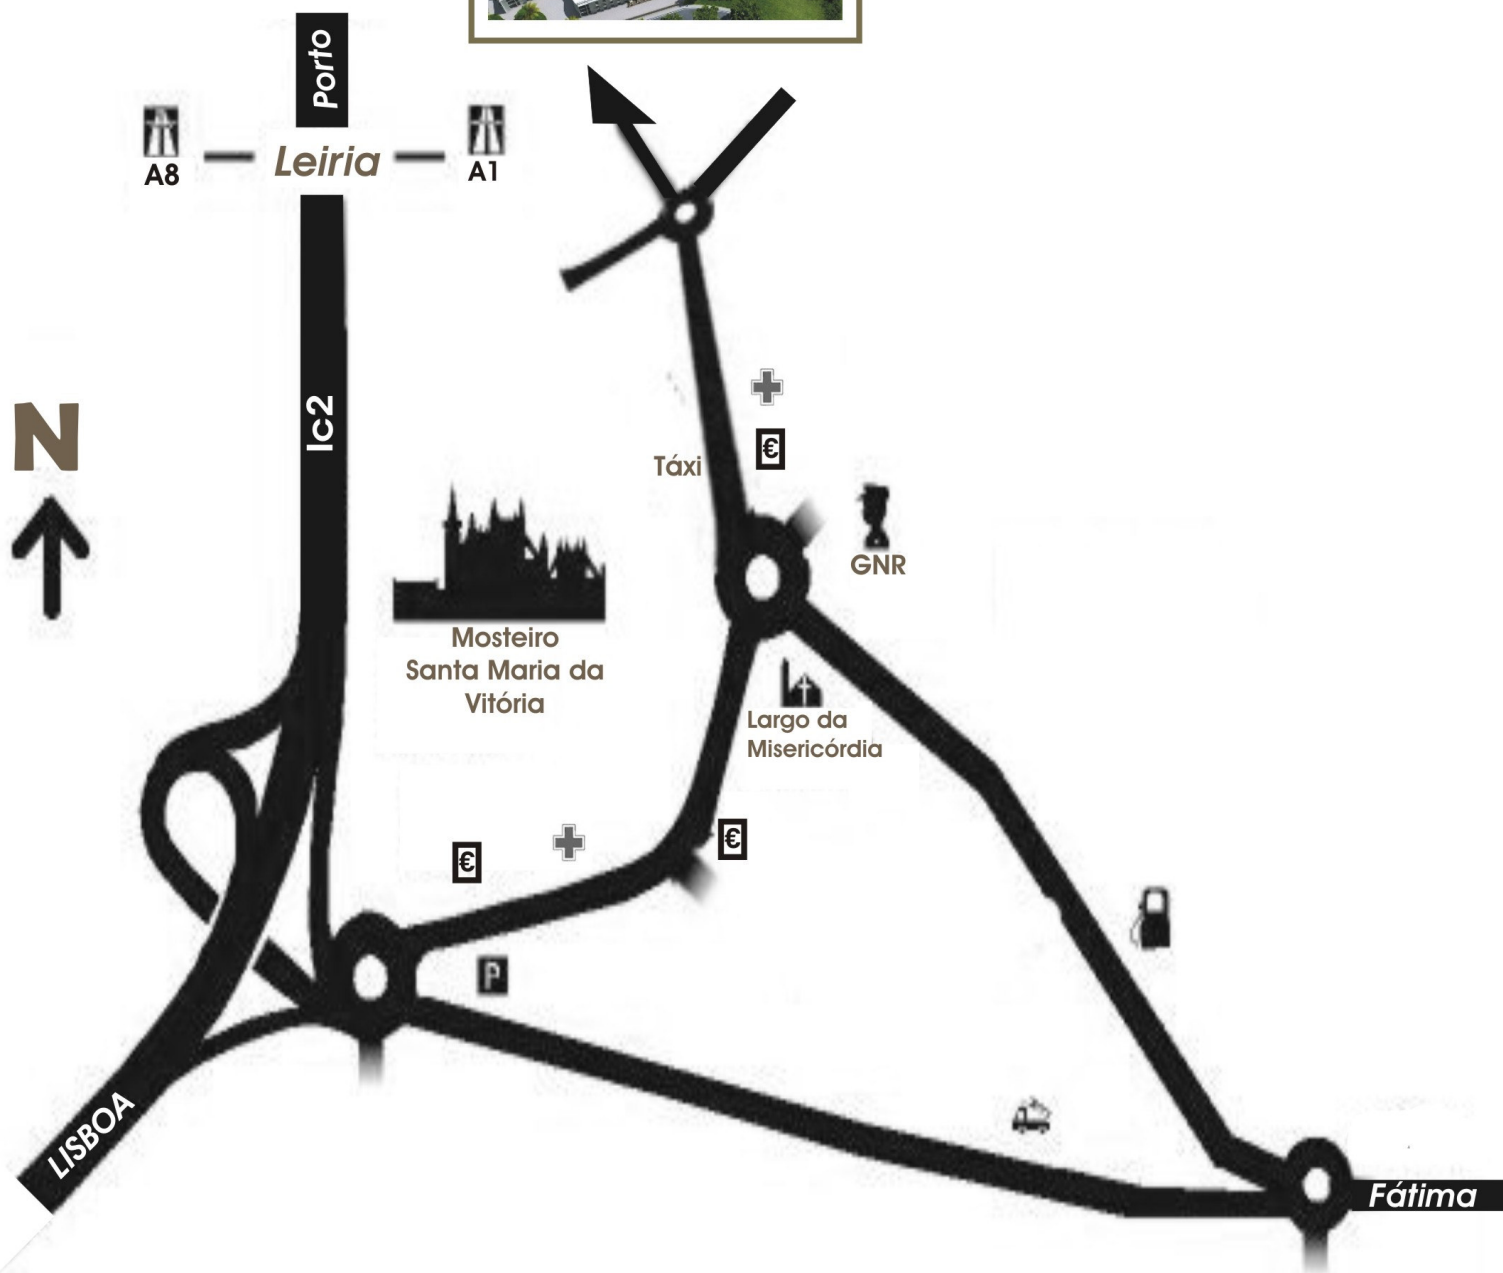 Porto
A8
Leiria
A1
Ic2
N
€
Táxi
GNR
Mosteiro
Santa Maria da
Vitória
Largo da
Misericórdia
€
€
P
LISBOA
Fátima